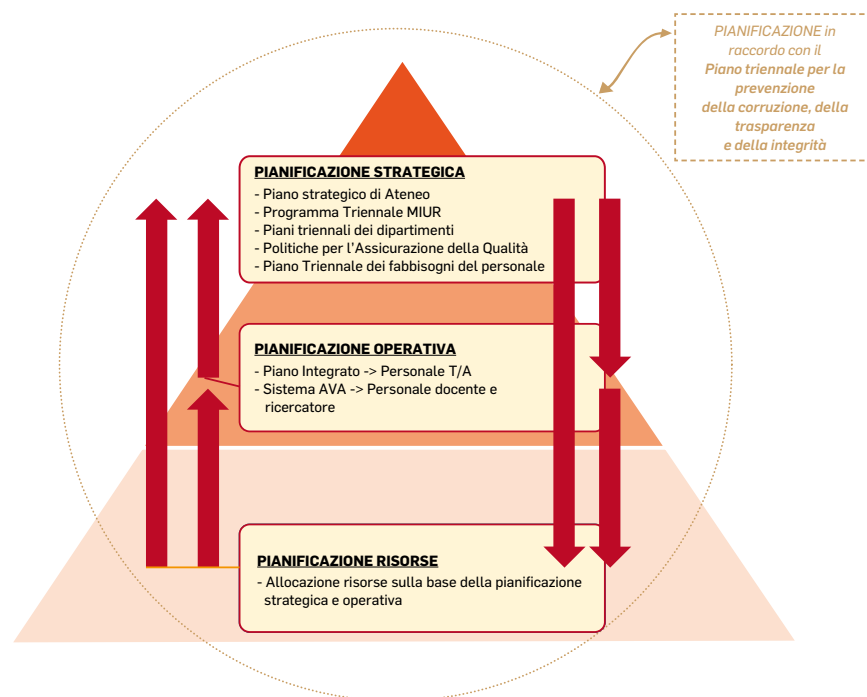 PIANIFICAZIONE in
raccordo con il
Piano triennale per la
prevenzione
della corruzione, della
trasparenza
e della integrità
PIANIFICAZIONE STRATEGICA
- Piano strategico di Ateneo
- Programma Triennale MIUR
- Piani triennali dei dipartimenti
- Politiche per l'Assicurazione della Qualità
- Piano Triennale dei fabbisogni del personale
PIANIFICAZIONE OPERATIVA
- Piano Integrato -> Personale T/A
- Sistema AVA -> Personale docente e
ricercatore
PIANIFICAZIONE RISORSE
- Allocazione risorse sulla base della pianificazione
strategica e operativa